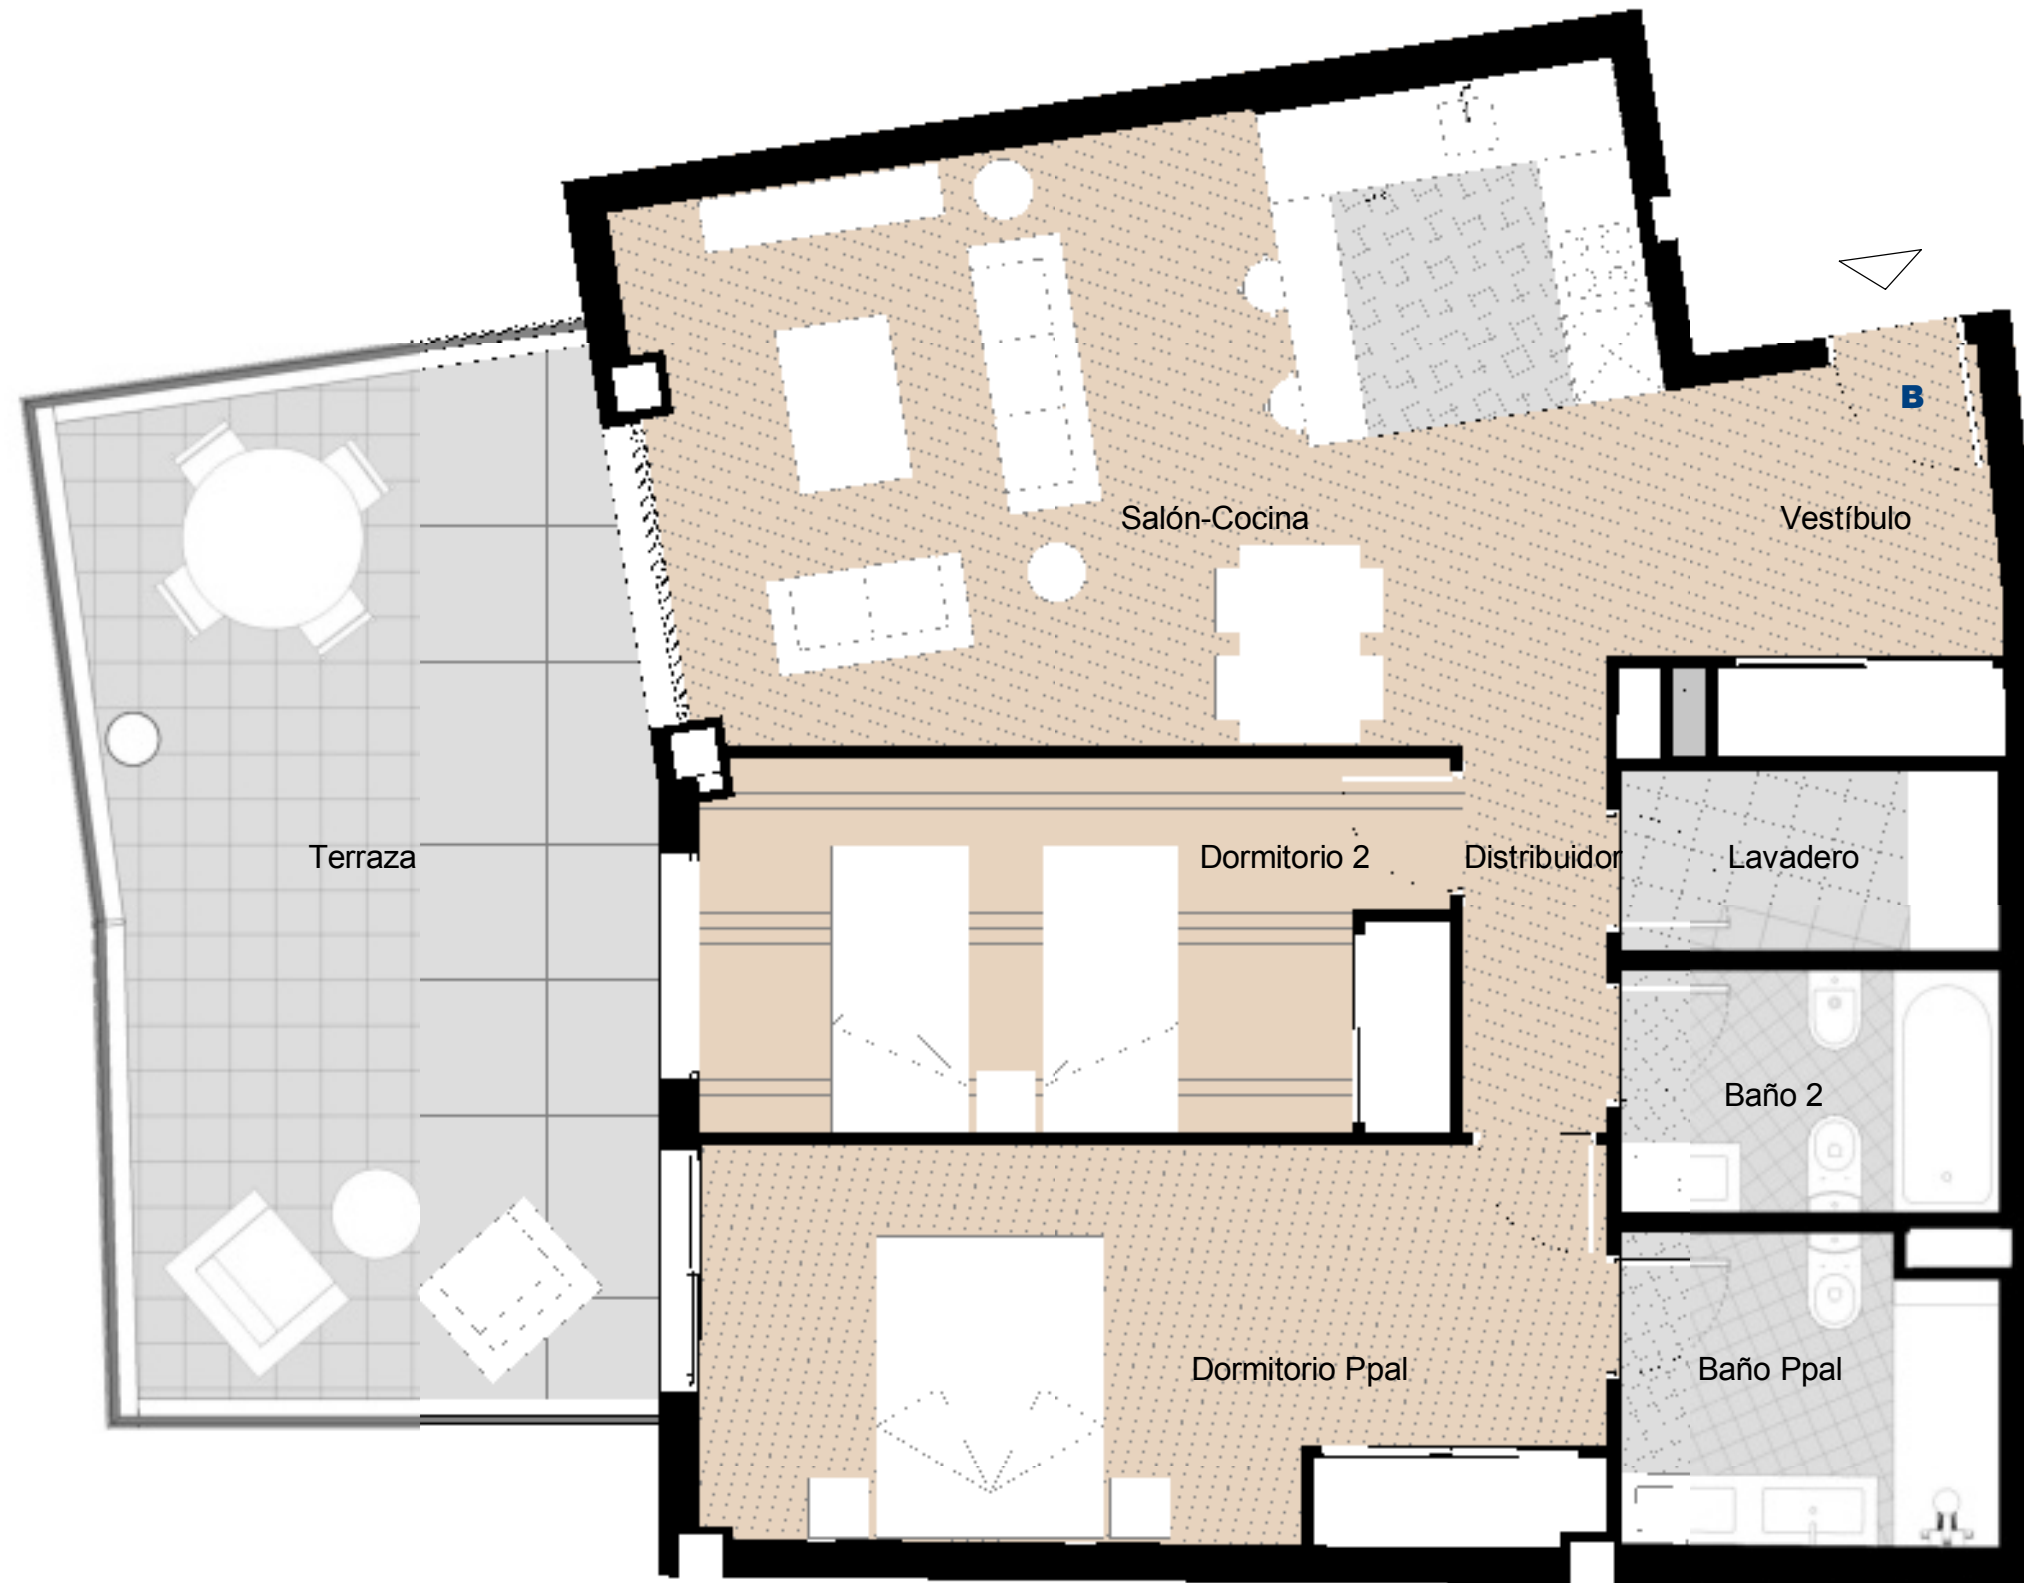 B
Salón-Cocina
Vestíbulo
Terraza
Dormitorio 2
Distribuidor
Lavadero
Baño 2
Dormitorio Ppal
Baño Ppal